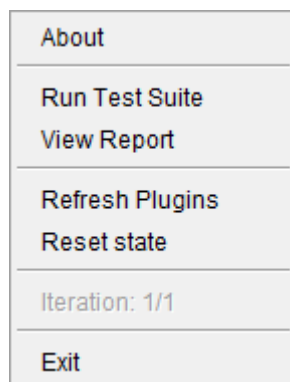 About
Run Test Suite
View Report
Refresh Plugins
Reset state
Iteration: 1/1
Exit